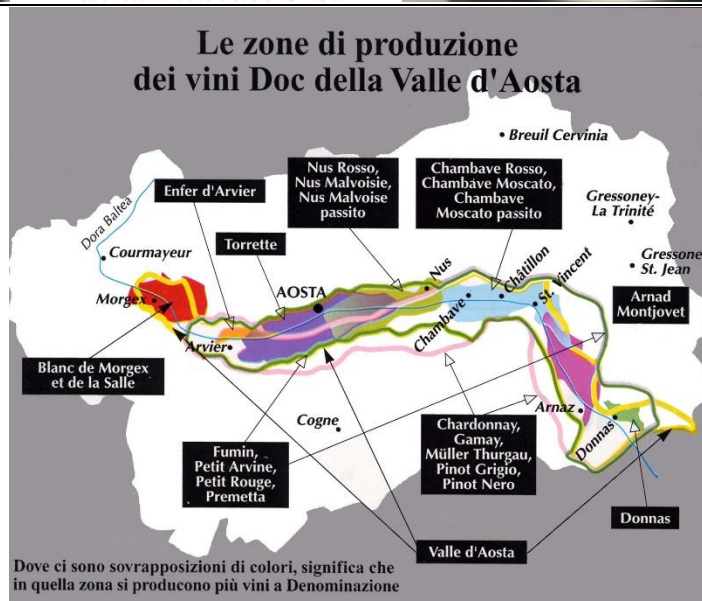 Le zone di produzione
dei vini Doc della Valle d'Aosta
Breuil Cervinia
Nus Rosso,
Nus Malvoisie,
Nus Malvoise
passito
Chambave Rosso,
Chambave Moscato,
Chambave
Moscato passito
Enfer d'Arvier
Gressoney-
La Trinité
Dora Baltea
Torrette
Courmayeur
Gressone
St. Jean
Nus
Châtillon
St. Vincent
AOSTA
Morgex
Chambave
Arnad
Montjovet
Arvier
Blanc de Morgex
et de la Salle
Arnaz
Donnas
Cogne
Chardonnay,
Gamay,
Müller Thurgau,
Pinot Grigio,
Pinot Nero
Fumin,
Petit Arvine,
Petit Rouge,
Premetta
Donnas
Valle d'Aosta
Dove ci sono sovrapposizioni di colori, significa che
in quella zona si producono più vini a Denominazione